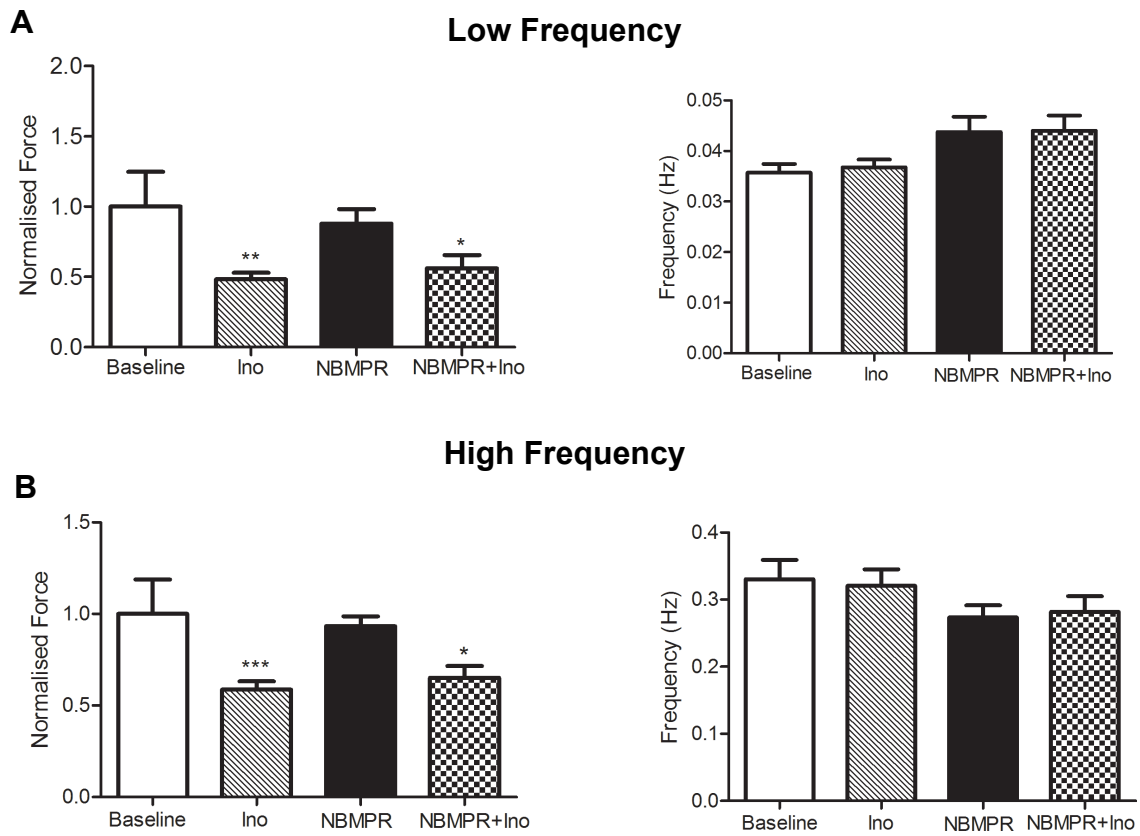 A
Low Frequency
Normalised Force
2.0
1.5
1.0
0.5
0.0
**
*
Baseline
Ino
NBMPR
NBMPR+Ino
Frequency (Hz)
0.05
0.04
0.03
0.02
0.01
0.00
Baseline
Ino
NBMPR
NBMPR+Ino
High Frequency
B
Normalised Force
1.5
1.0
0.5
0.0
***
*
Baseline
Ino
NBMPR
NBMPR+Ino
Frequency (Hz)
0.4
0.3
0.2
0.1
0.0
Baseline
Ino
NBMPR
NBMPR+Ino